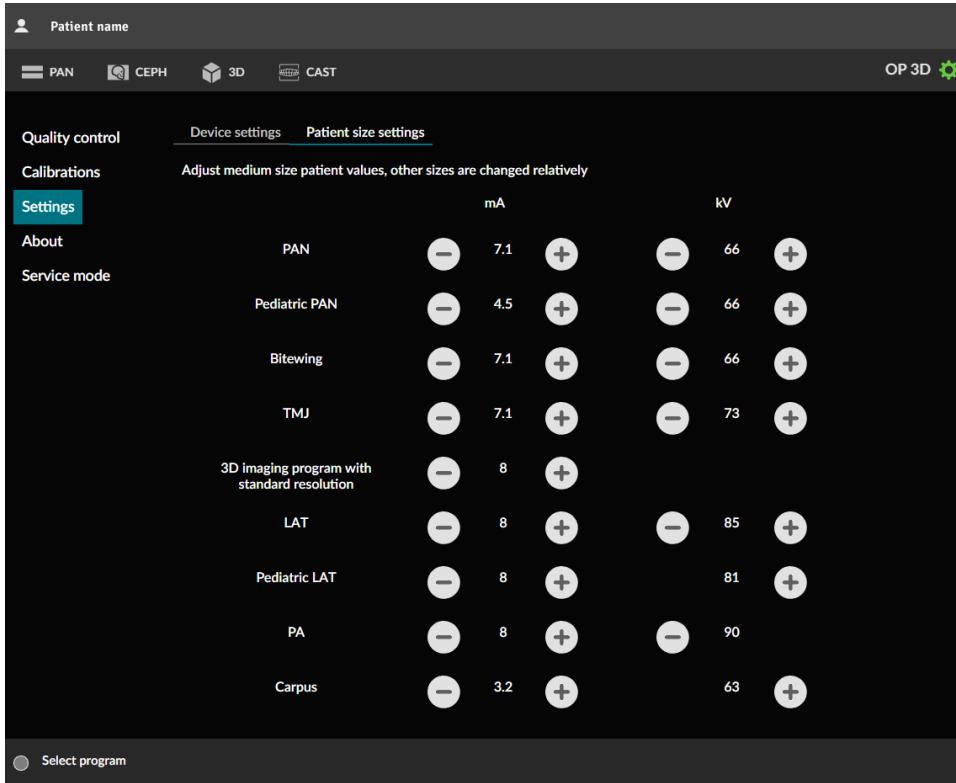 Patient name
PAN CEPH 3D CAST OP 3D
Quality control
Calibrations
Settings
About
Service mode
Device settings Patient size settings
Adjust medium size patient values, other sizes are changed relatively
mA kV
PAN 7.1 66
Pediatric PAN 4.5 66
Bitewing 7.1 66
TMJ 7.1 73
3D imaging program with
standard resolution 8
LAT 8 85
Pediatric LAT 8 81
PA 8 90
Carpus 3.2 63
Select program